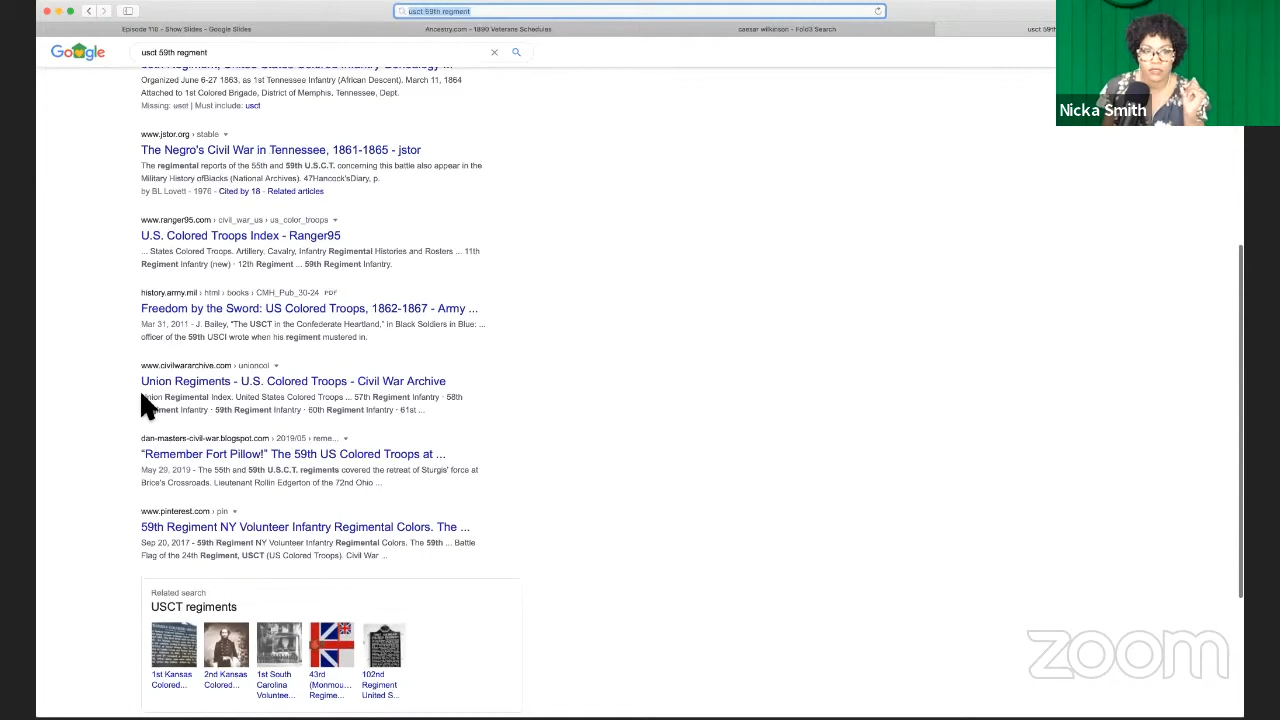 usct 59th regment
Episode 110 - Show Slides - Google Slides
Ancestry.com - 1890 Veterans Schedules
caesar wilkinson - Fold3 Search
usct 59th
Google
usct 59th regment
Organized June 6-27 1863, as 1st Tennessee Infantry (African Descent). March 11, 1864
Attached to 1st Colored Brigade, District of Memphis, Tennessee, Dept.
Missing: usct | Must include: usct
www.jstor.org › stable
The Negro's Civil War in Tennessee, 1861-1865 - jstor
The regimental reports of the 55th and 59th U.S.C.T. concerning this battle also appear in the
Military History ofBlacks (National Archives). 47Hancock'sDiary, p.
by BL Lovett - 1976 - Cited by 18 - Related articles
www.ranger95.com › civil_war_us › us_color_troops
U.S. Colored Troops Index - Ranger95
... States Colored Troops. Artillery, Cavalry, Infantry Regimental Histories and Rosters ... 11th
Regiment Infantry (new) · 12th Regiment ... 59th Regiment Infantry.
history.army.mil › html › books › CMH_Pub_30-24 PDF
Freedom by the Sword: US Colored Troops, 1862-1867 - Army ...
Mar 31, 2011 - J. Bailey, "The USCT in the Confederate Heartland," in Black Soldiers in Blue: ...
officer of the 59th USCI wrote when his regiment mustered in.
www.civilwararchive.com › unioncol
Union Regiments - U.S. Colored Troops - Civil War Archive
Regimental Index. United States Colored Troops ... 57th Regiment Infantry · 58th
Infantry · 59th Regiment Infantry · 60th Regiment Infantry · 61st ...
dan-masters-civil-war.blogspot.com › 2019/05 › reme...
“Remember Fort Pillow!” The 59th US Colored Troops at ...
May 29, 2019 - The 55th and 59th U.S.C.T. regiments covered the retreat of Sturgis' force at
Brice's Crossroads. Lieutenant Rollin Edgerton of the 72nd Ohio ...
www.pinterest.com › pin
59th Regiment NY Volunteer Infantry Regimental Colors. The ...
Sep 20, 2017 - 59th Regiment NY Volunteer Infantry Regimental Colors. The 59th ... Battle
Flag of the 24th Regiment, USCT (US Colored Troops). Civil War ...
Related search
USCT regiments
1st Kansas
Colored...
2nd Kansas
Colored...
1st South
Carolina
Voluntee...
43rd
(Monmou...
Regime...
102nd
Regiment
United S...
Nicka Smith
zoom